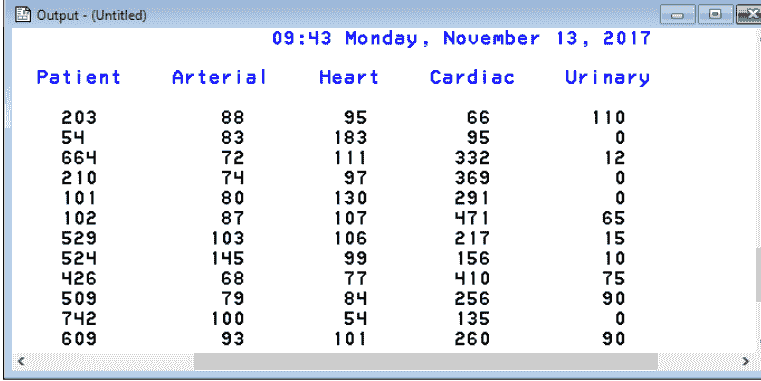 Output - (Untitled)
09:43 Monday, November 13, 2017
Patient Arterial Heart Cardiac Urinary
203 88 95 66 110
54 83 183 95 0
664 72 111 332 12
210 74 97 369 0
101 80 130 291 0
102 87 107 471 65
529 103 106 217 15
524 145 99 156 10
426 68 77 410 75
509 79 84 256 90
742 100 54 135 0
609 93 101 260 90